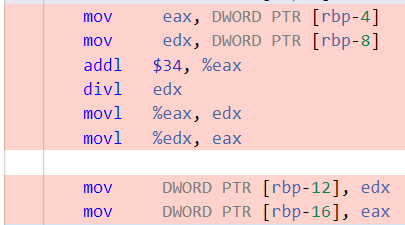 mov eax, DWORD PTR [rbp-4]
mov edx, DWORD PTR [rbp-8]
addl $34, %eax
divl edx
movl %eax, edx
movl %edx, eax
mov DWORD PTR [rbp-12], edx
mov DWORD PTR [rbp-16], eax